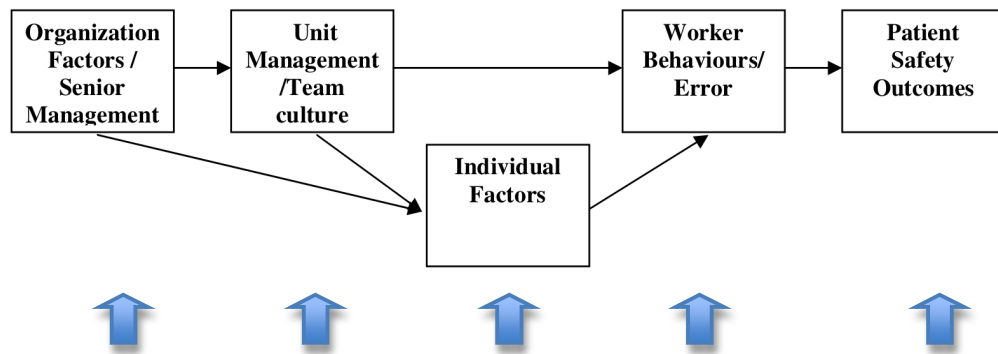 Organization
Factors /
Senior
Management
Unit
Management
/Team
culture
Worker
Behaviours/
Error
Patient
Safety
Outcomes
Individual
Factors